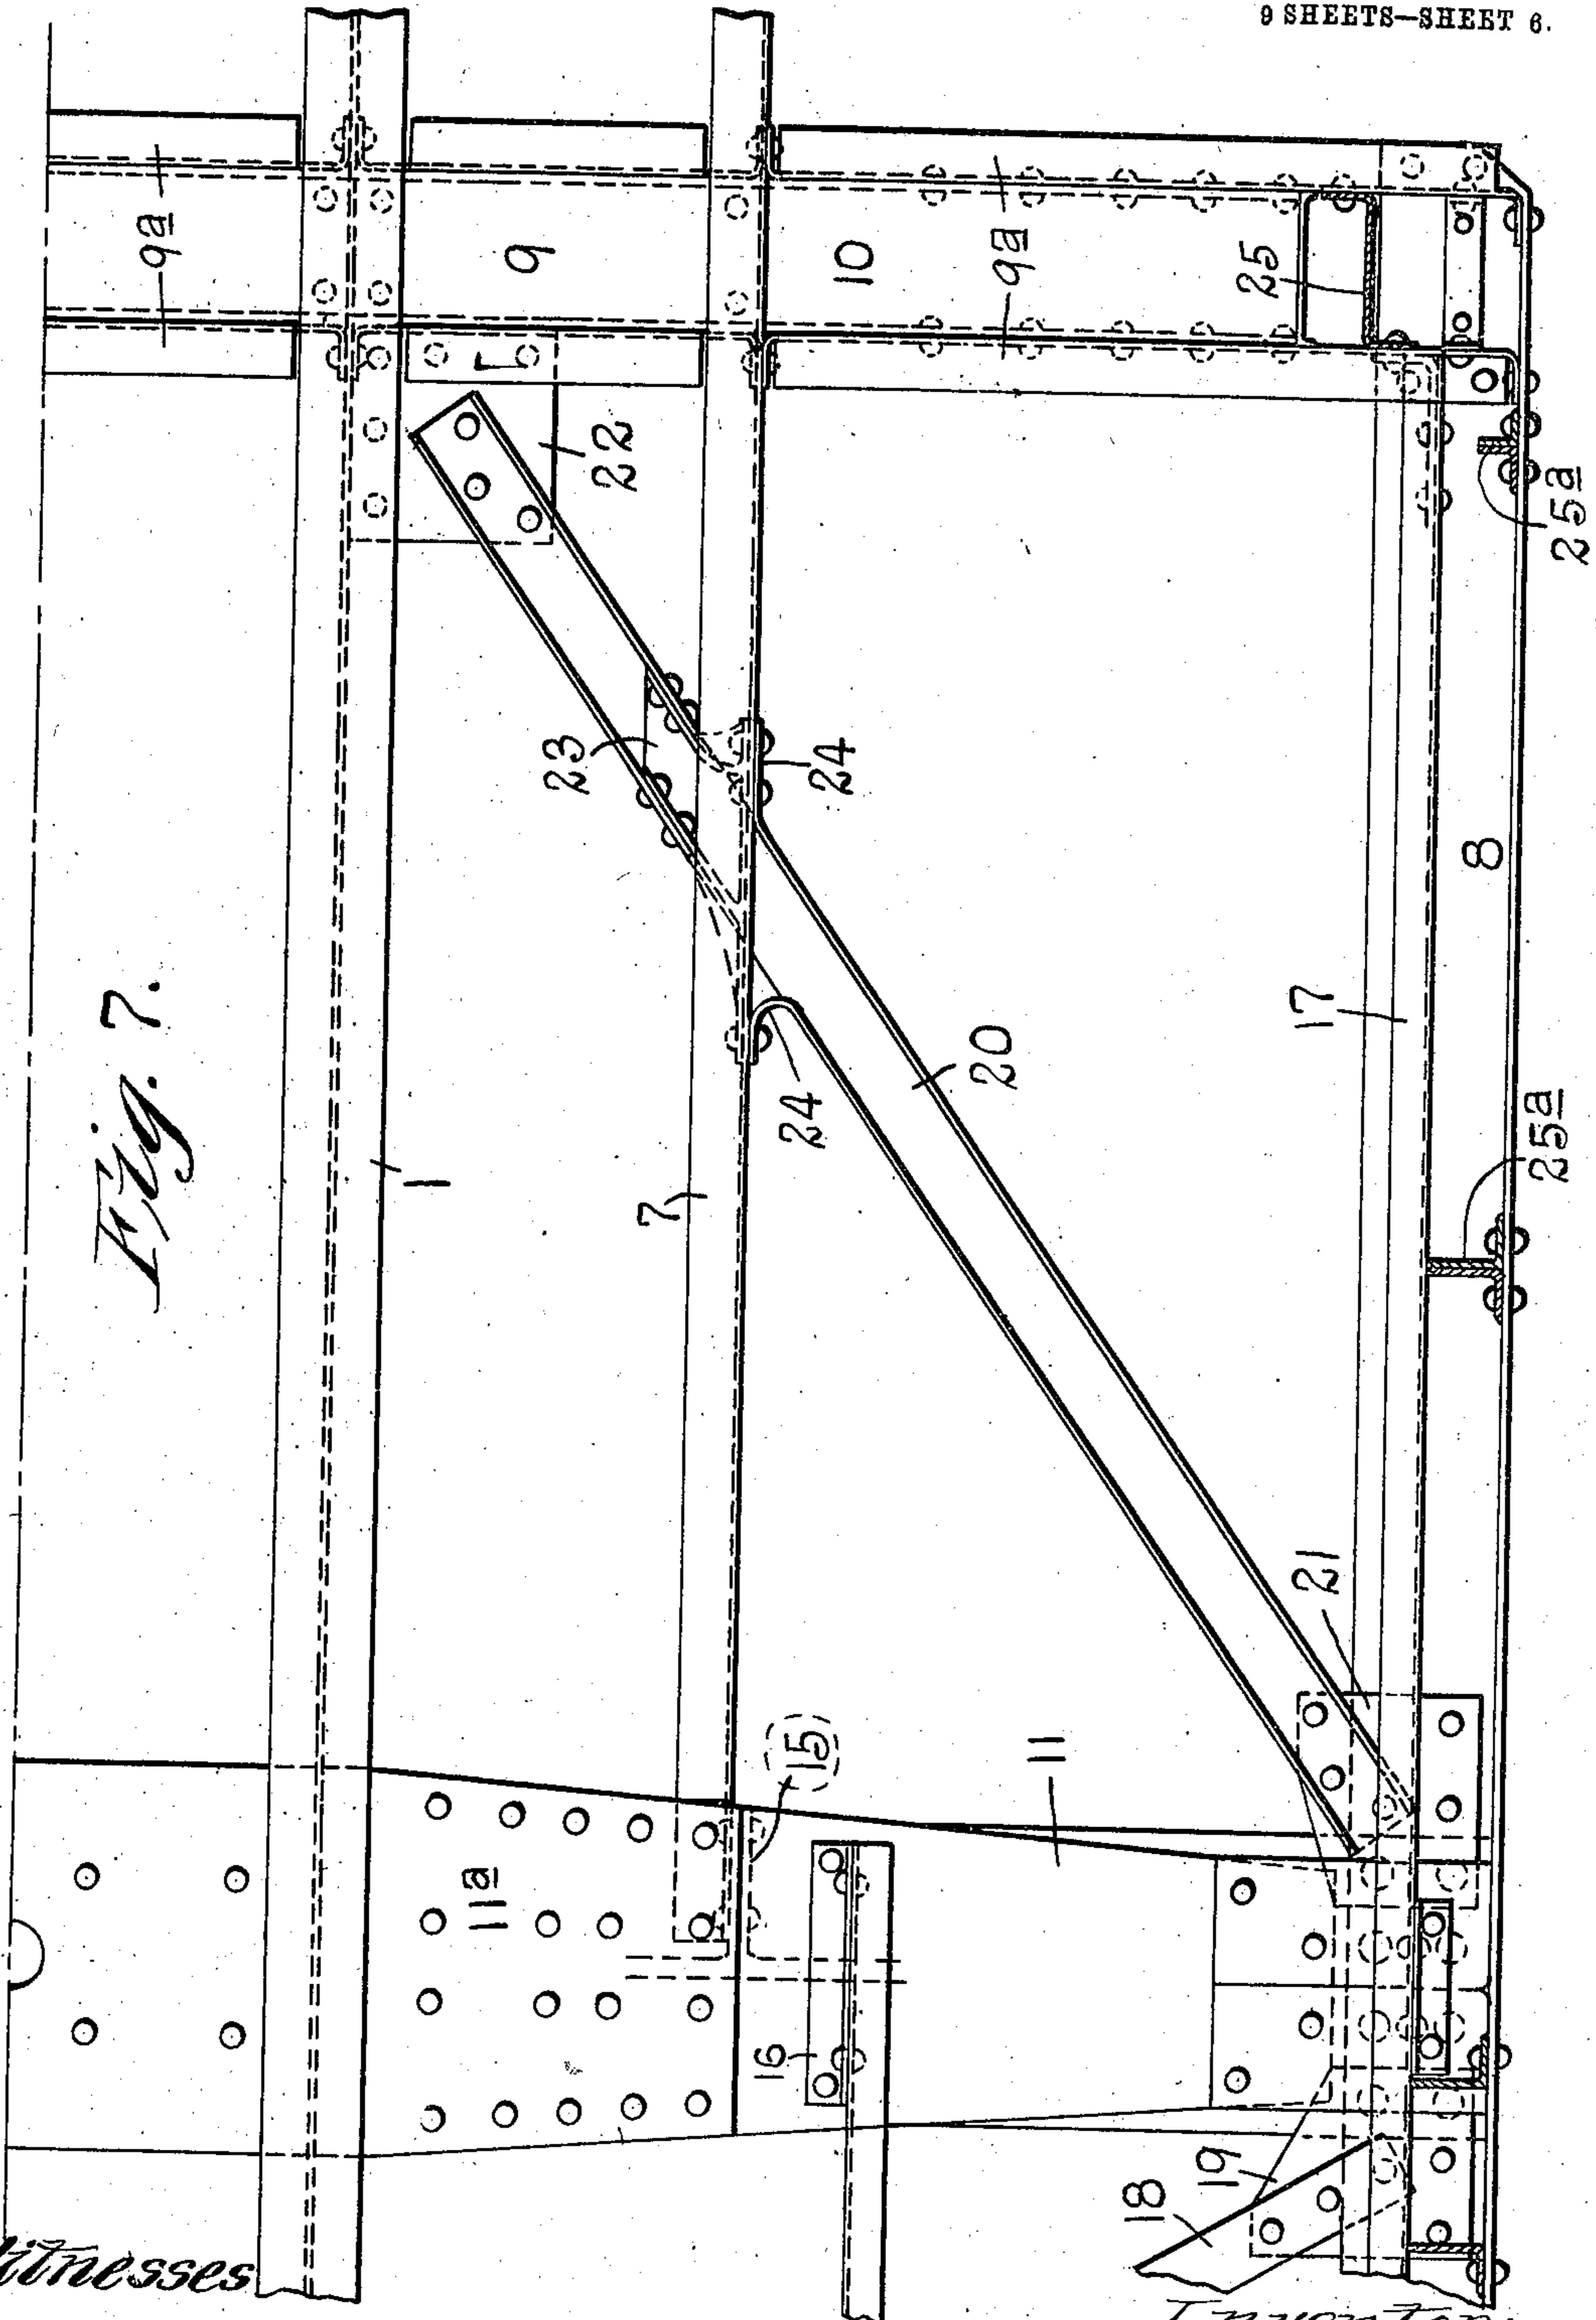 9 SHEETS—SHEET 6.
Fig. 7.
9a
9
10
9a
25
22
23
24
24
25a
1
7
20
17
8
25a
21
15
11
11a
16
19
18
Witnesses
Inventor